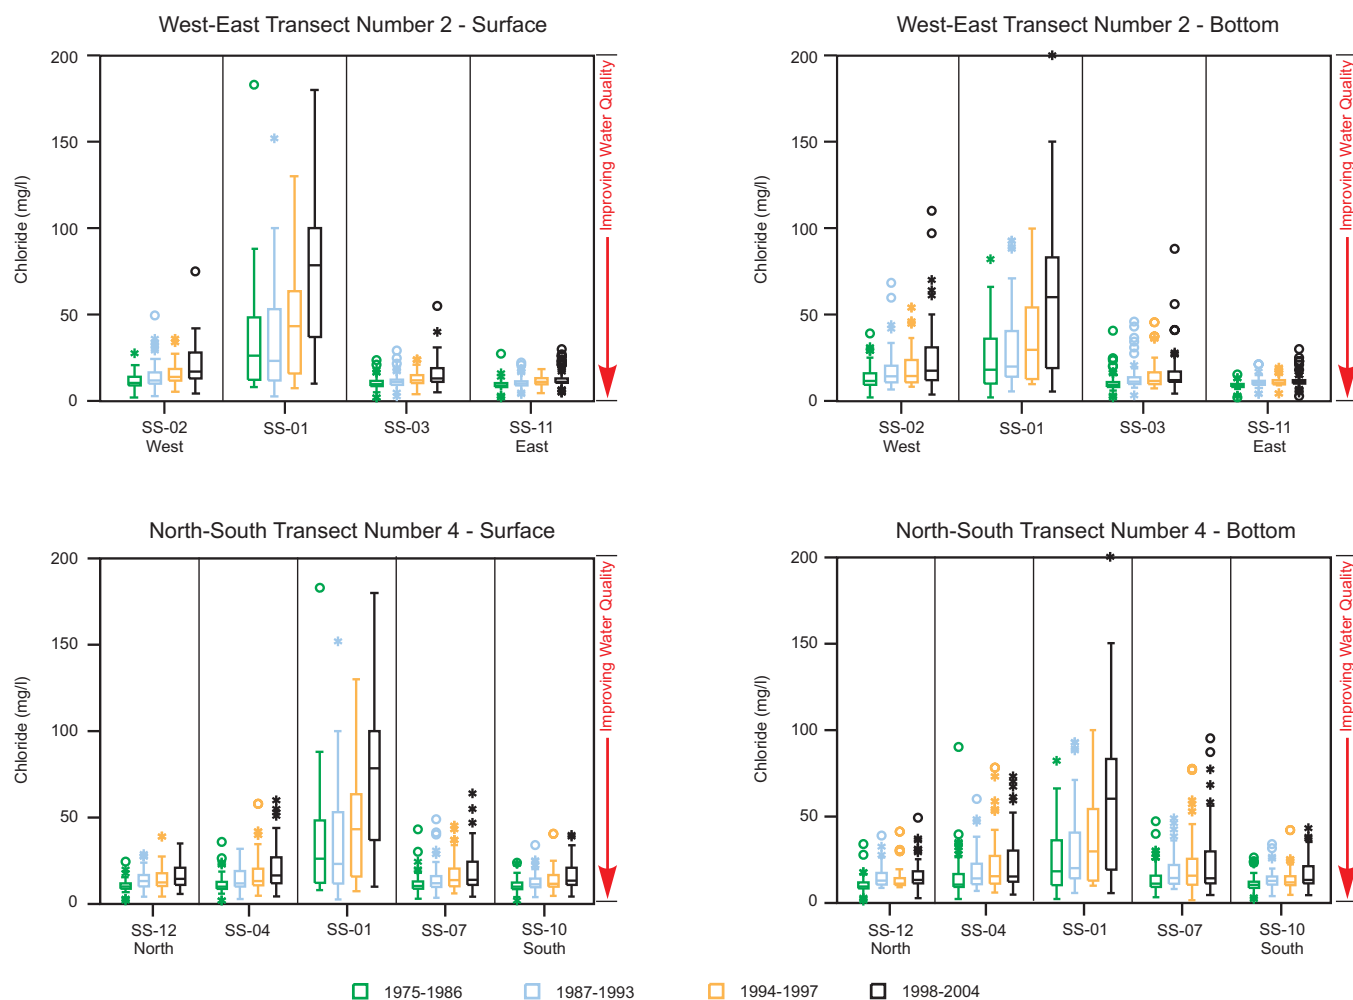 West-East Transect Number 2 - Surface
200
150
100
50
0
Chloride (mg/l)
SS-02
West
SS-01
SS-03
SS-11
East
Improving Water Quality
West-East Transect Number 2 - Bottom
200
150
100
50
0
Chloride (mg/l)
SS-02
West
SS-01
SS-03
SS-11
East
Improving Water Quality
North-South Transect Number 4 - Surface
200
150
100
50
0
Chloride (mg/l)
SS-12
North
SS-04
SS-01
SS-07
SS-10
South
Improving Water Quality
North-South Transect Number 4 - Bottom
200
150
100
50
0
Chloride (mg/l)
SS-12
North
SS-04
SS-01
SS-07
SS-10
South
Improving Water Quality
1975-1986
1987-1993
1994-1997
1998-2004